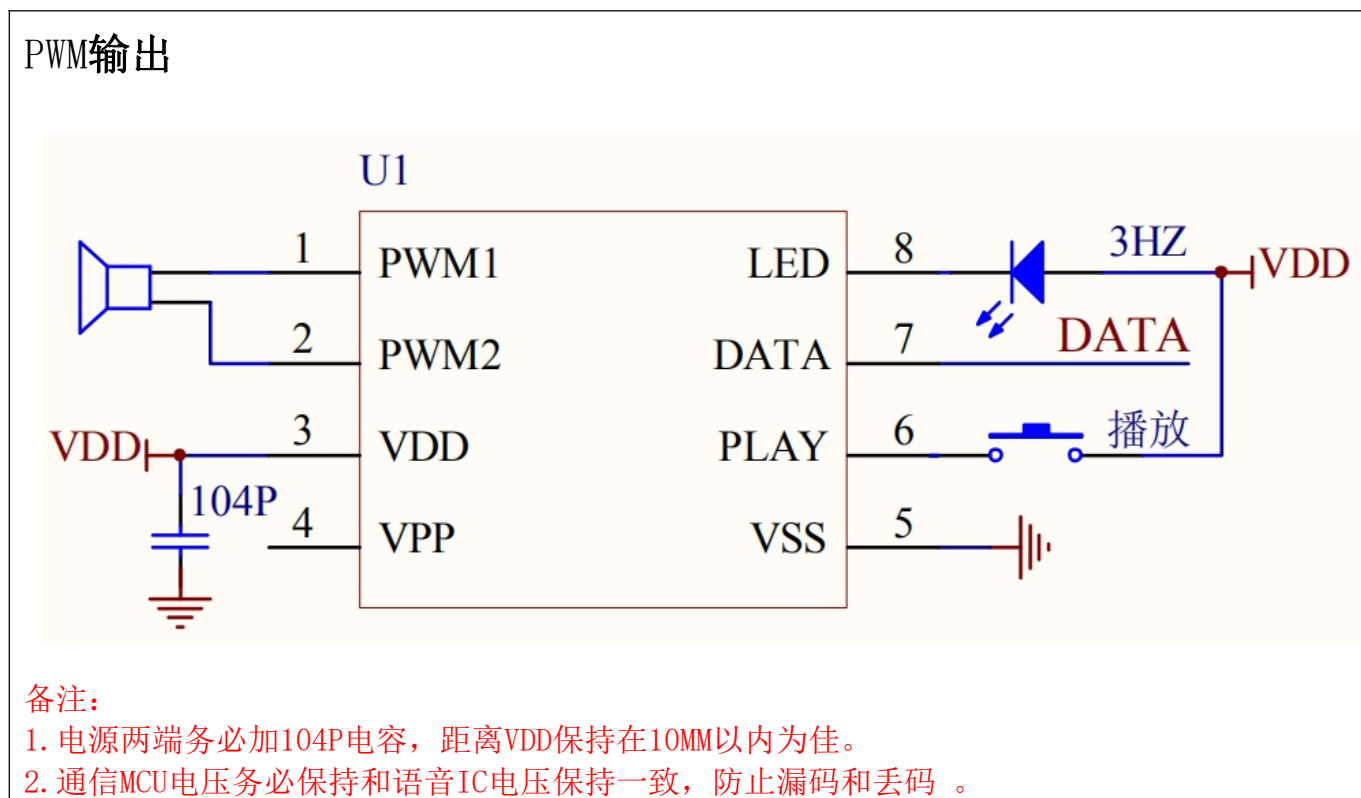 PWM输出
U1
1 PWM1 LED 8 3HZ VDD
2 PWM2 DATA 7 DATA
VDD 3 VDD PLAY 6 播放
104P 4 VPP VSS 5
备注:
1.电源两端务必加104P电容，距离VDD保持在10MM以内为佳。
2.通信MCU电压务必保持和语音IC电压保持一致，防止漏码和丢码 。